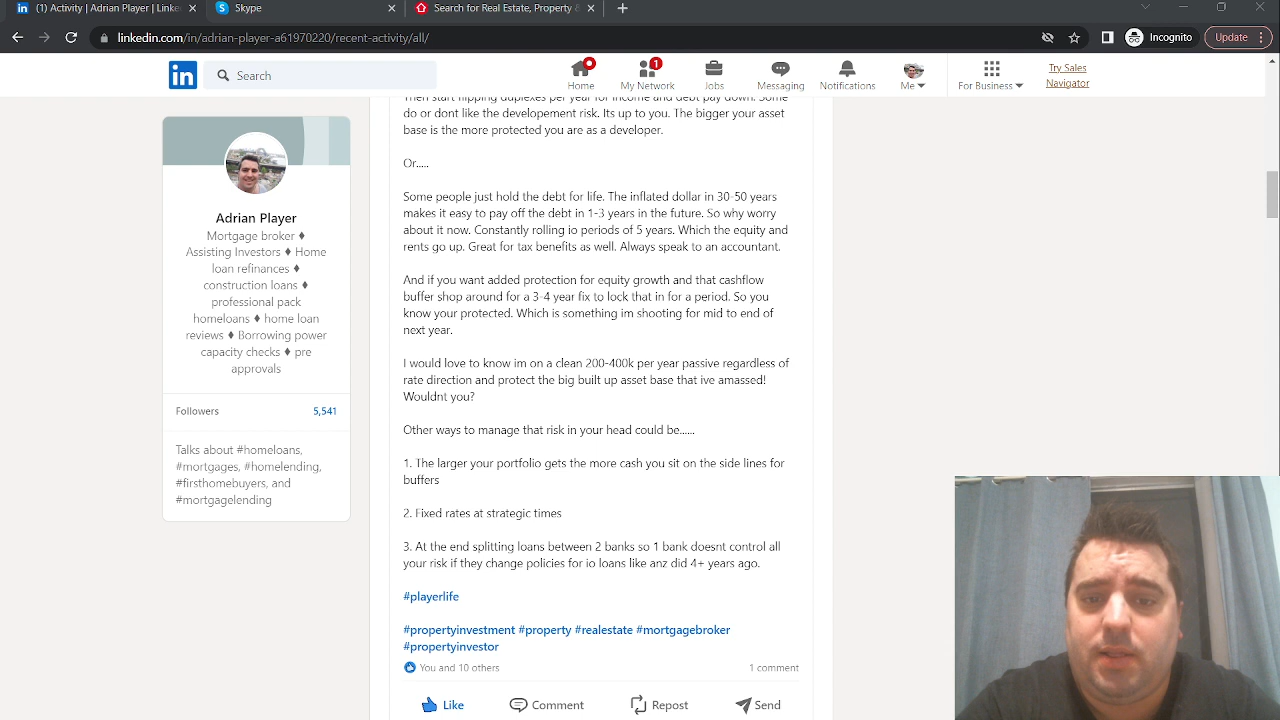 (1) Activity | Adrian Player | Linke
Skype
Search for Real Estate, Property &
linkedin.com/in/adrian-player-a61970220/recent-activity/all/
Incognito
Update
in
Search
1
Home
My Network
Jobs
Messaging
Notifications
Me
For Business
Try Sales
Navigator
Adrian Player
Mortgage broker ♦
Assisting Investors ♦ Home
loan refinances ♦
construction loans ♦
professional pack
homeloans ♦ home loan
reviews ♦ Borrowing power
capacity checks ♦ pre
approvals
Followers 5,541
Talks about #homeloans,
#mortgages, #homelending,
#firsthomebuyers, and
#mortgagelending
Then start flipping duplexes per year for income and debt pay down. Some
do or dont like the developement risk. Its up to you. The bigger your asset
base is the more protected you are as a developer.
Or.....
Some people just hold the debt for life. The inflated dollar in 30-50 years
makes it easy to pay off the debt in 1-3 years in the future. So why worry
about it now. Constantly rolling io periods of 5 years. Which the equity and
rents go up. Great for tax benefits as well. Always speak to an accountant.
And if you want added protection for equity growth and that cashflow
buffer shop around for a 3-4 year fix to lock that in for a period. So you
know your protected. Which is something im shooting for mid to end of
next year.
I would love to know im on a clean 200-400k per year passive regardless of
rate direction and protect the big built up asset base that ive amassed!
Wouldnt you?
Other ways to manage that risk in your head could be......
1. The larger your portfolio gets the more cash you sit on the side lines for
buffers
2. Fixed rates at strategic times
3. At the end splitting loans between 2 banks so 1 bank doesnt control all
your risk if they change policies for io loans like anz did 4+ years ago.
#playerlife
#propertyinvestment #property #realestate #mortgagebroker
#propertyinvestor
You and 10 others
1 comment
Like
Comment
Repost
Send